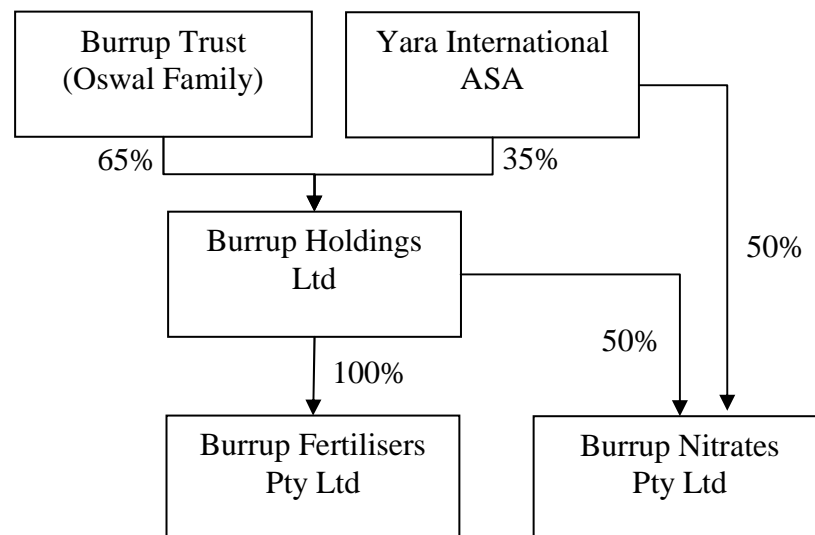 Burrup Trust
(Oswal Family)
Yara International
ASA
65%
35%
Burrup Holdings
Ltd
50%
50%
100%
Burrup Fertilisers
Pty Ltd
Burrup Nitrates
Pty Ltd